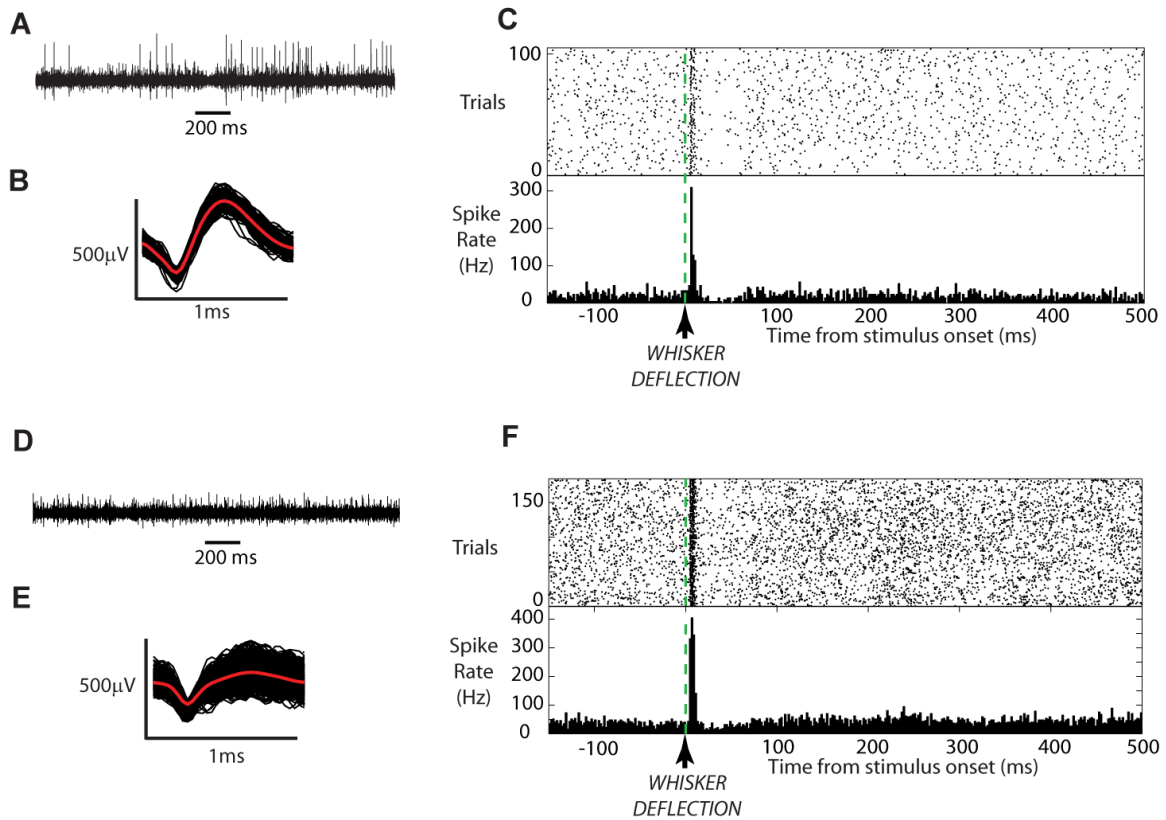 A
200 ms
B
500μV
1ms
C
100
Trials
0
300
Spike
200
Rate
(Hz)
100
0
-100
100
200
300
400
500
Time from stimulus onset (ms)
WHISKER
DEFLECTION
D
200 ms
E
500μV
1ms
F
150
Trials
0
400
Spike
300
Rate
200
(Hz)
100
0
-100
100
200
300
400
500
Time from stimulus onset (ms)
WHISKER
DEFLECTION